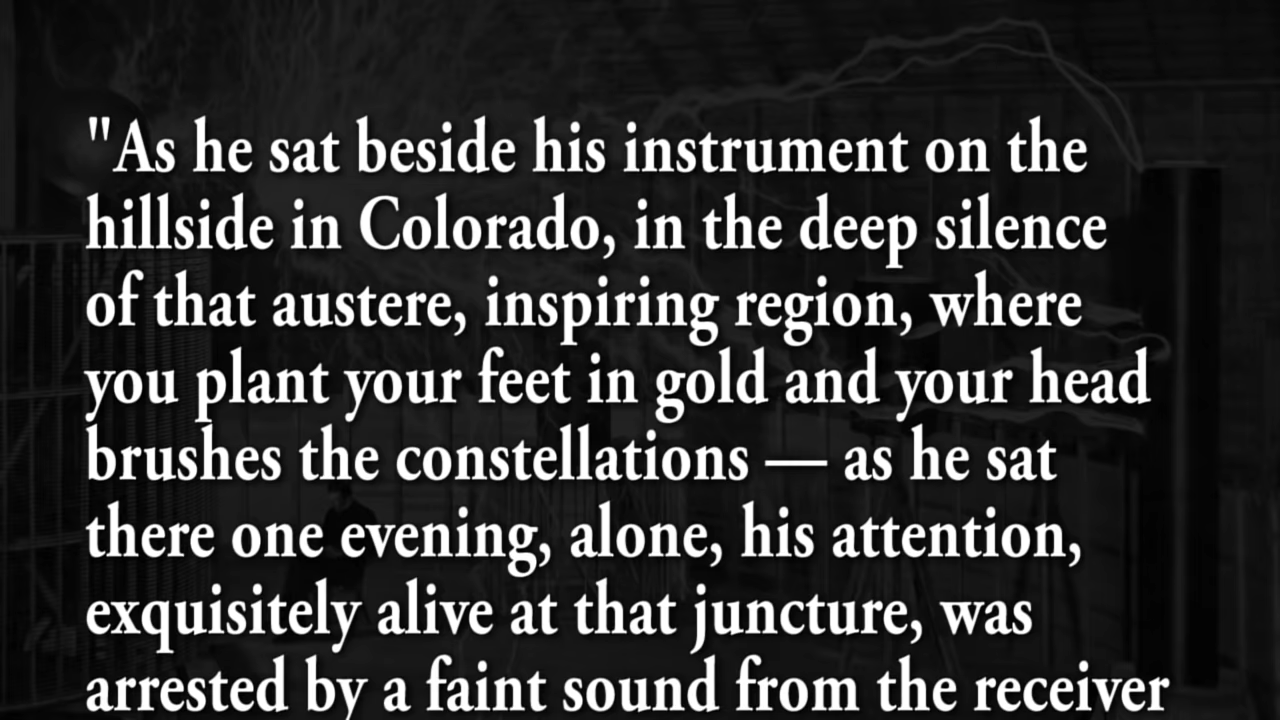 "As he sat beside his instrument on the
hillside in Colorado, in the deep silence
of that austere, inspiring region, where
you plant your feet in gold and your head
brushes the constellations — as he sat
there one evening, alone, his attention,
exquisitely alive at that juncture, was
arrested by a faint sound from the receiver